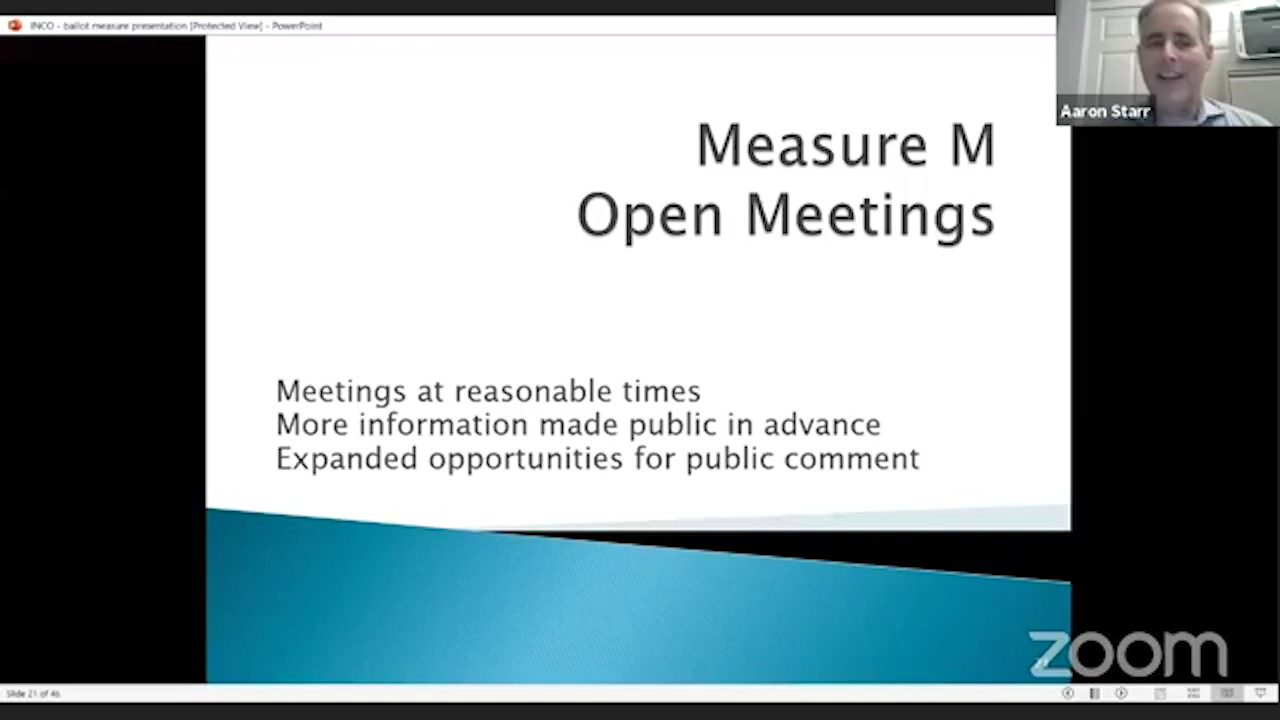 INCO - ballot measure presentation [Protected View] - PowerPoint
Aaron Starr
Measure M
Open Meetings
Meetings at reasonable times
More information made public in advance
Expanded opportunities for public comment
zoom
Slide 21 of 46